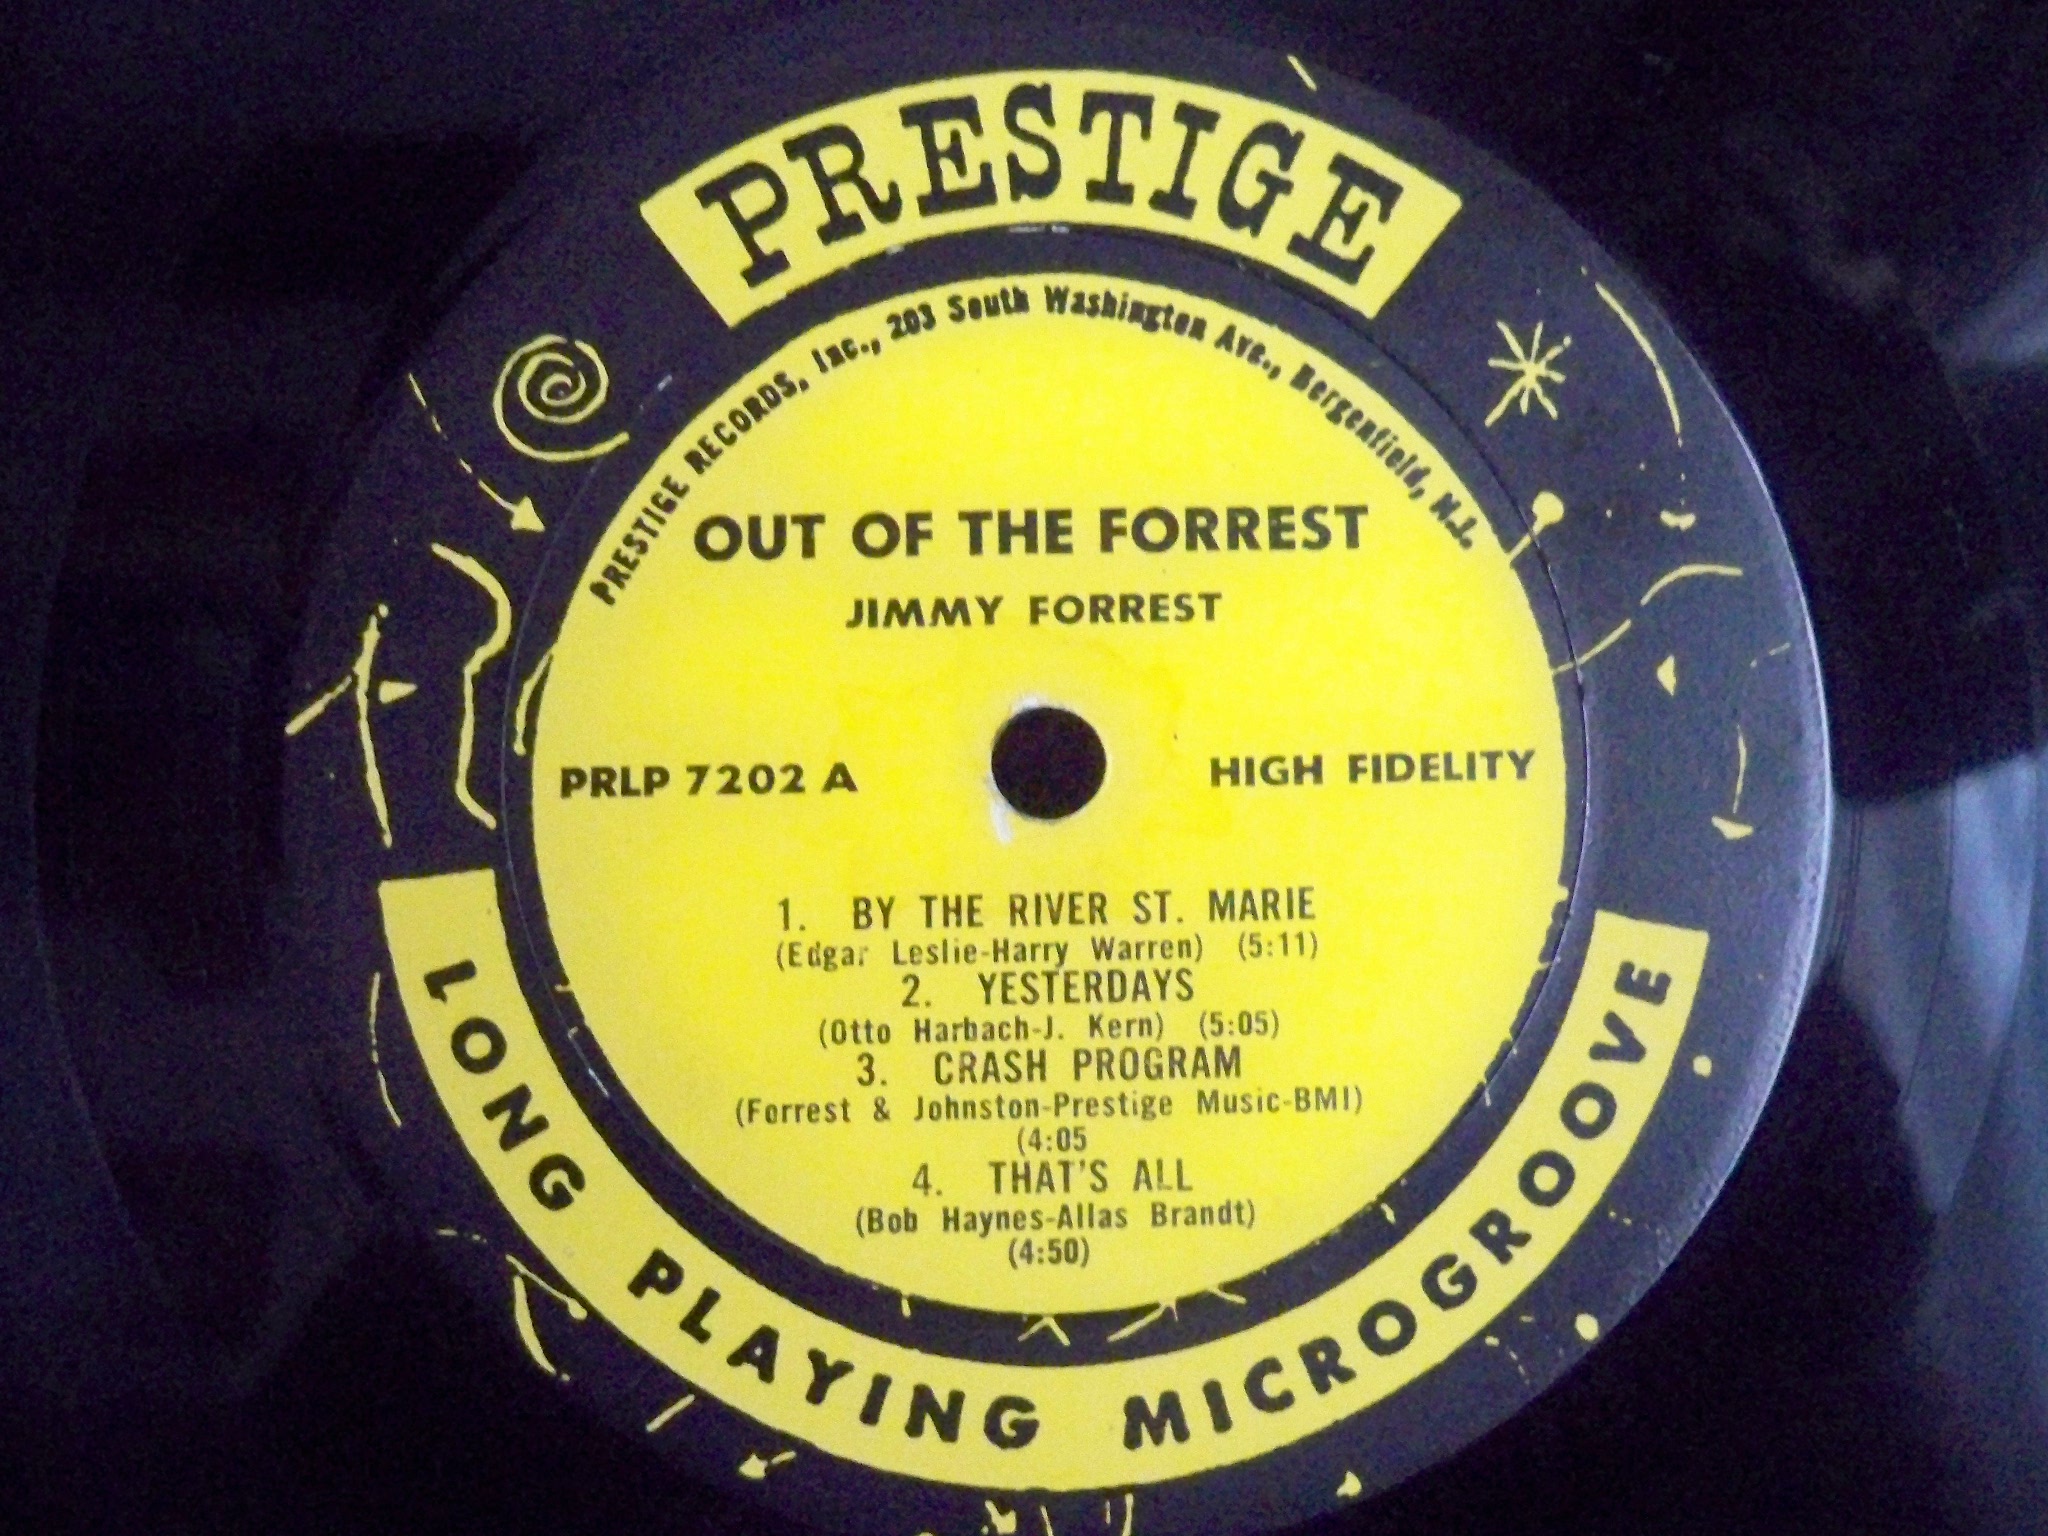 PRESTIGE
PRESTIGE RECORDS, Inc., 203 South Washington Ave., Bergenfield, N.J.
OUT OF THE FORREST
JIMMY FORREST
PRLP 7202 A
HIGH FIDELITY
1. BY THE RIVER ST. MARIE
(Edgar Leslie-Harry Warren) (5:11)
2. YESTERDAYS
(Otto Harbach-J. Kern) (5:05)
3. CRASH PROGRAM
(Forrest & Johnston-Prestige Music-BMI)
(4:05
4. THAT'S ALL
(Bob Haynes-Allas Brandt)
(4:50)
LONG PLAYING MICROGROOVE